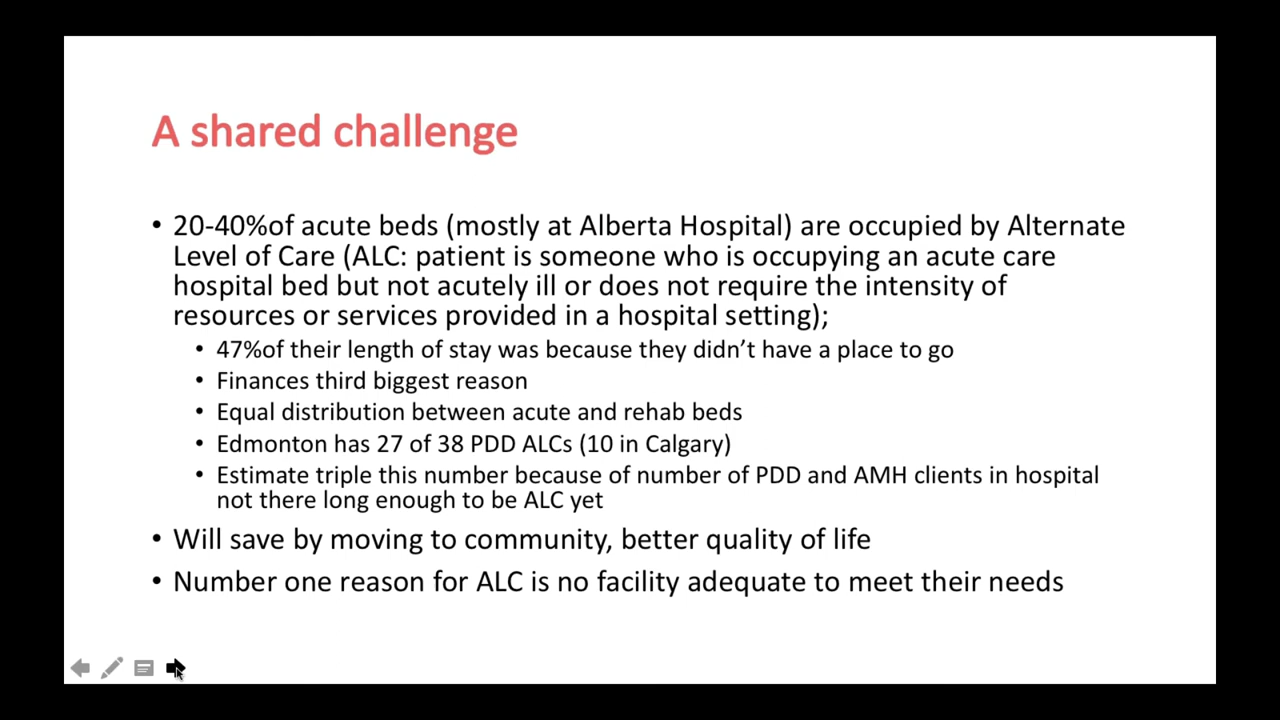 A shared challenge
• 20-40%of acute beds (mostly at Alberta Hospital) are occupied by Alternate
Level of Care (ALC: patient is someone who is occupying an acute care
hospital bed but not acutely ill or does not require the intensity of
resources or services provided in a hospital setting);
• 47%of their length of stay was because they didn’t have a place to go
• Finances third biggest reason
• Equal distribution between acute and rehab beds
• Edmonton has 27 of 38 PDD ALCs (10 in Calgary)
• Estimate triple this number because of number of PDD and AMH clients in hospital
not there long enough to be ALC yet
• Will save by moving to community, better quality of life
• Number one reason for ALC is no facility adequate to meet their needs